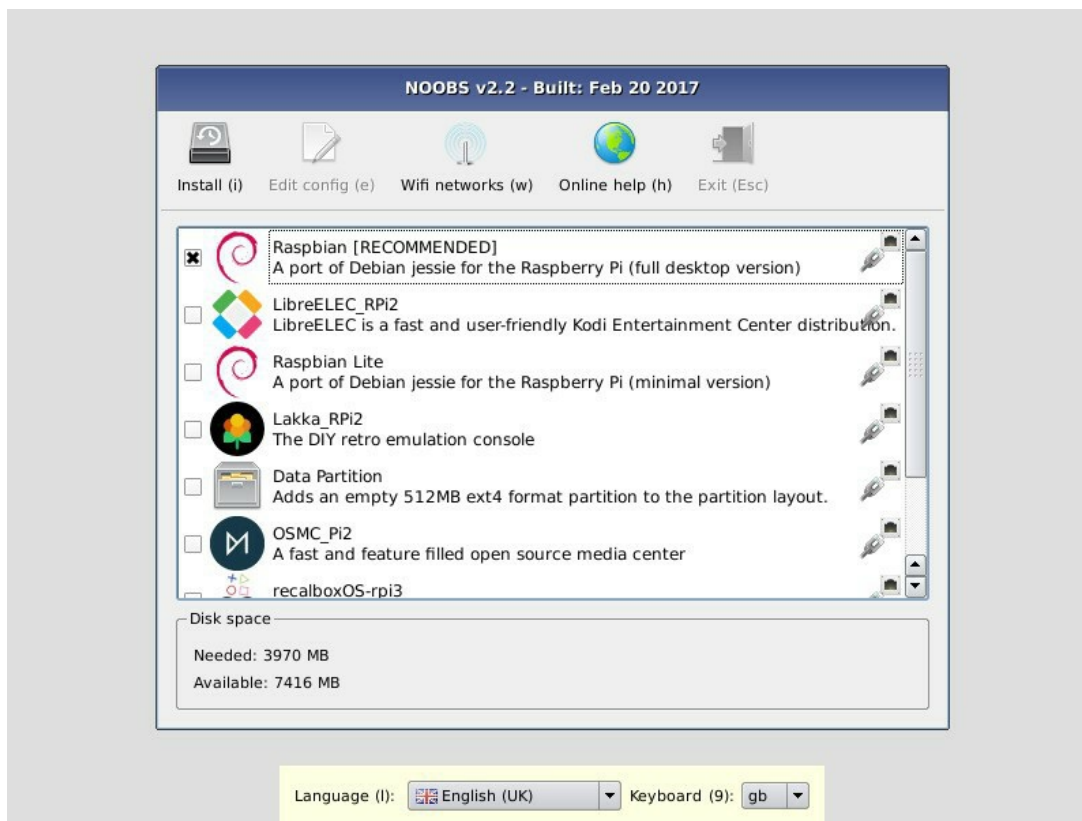 NOOBS v2.2 - Built: Feb 20 2017
Install (i) Edit config (e) Wifi networks (w) Online help (h) Exit (Esc)
Raspbian [RECOMMENDED]
A port of Debian jessie for the Raspberry Pi (full desktop version)
LibreELEC_RPi2
LibreELEC is a fast and user-friendly Kodi Entertainment Center distribution.
Raspbian Lite
A port of Debian jessie for the Raspberry Pi (minimal version)
Lakka_RPi2
The DIY retro emulation console
Data Partition
Adds an empty 512MB ext4 format partition to the partition layout.
OSMC_Pi2
A fast and feature filled open source media center
recalboxOS-rpi3
Disk space
Needed: 3970 MB
Available: 7416 MB
Language (l): English (UK) Keyboard (9): gb